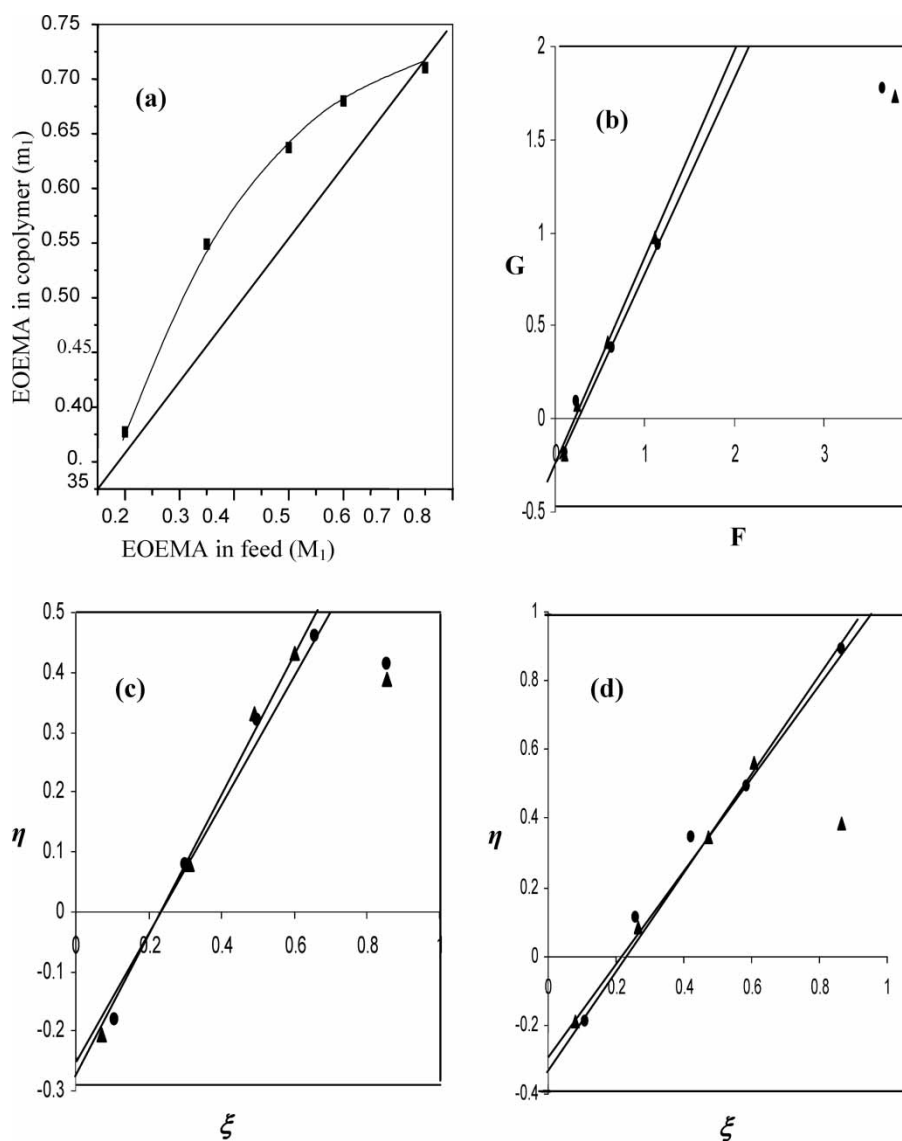 0.75
0.70
0.65
0.60
0.55
0.50
0.45
0.40
0.
35
(a)
EOEMA in copolymer (m₁)
0.2 0.3 0.4 0.5 0.6 0.7 0.8
EOEMA in feed (M₁)
2
1.5
1
0.5
0
-0.5
(b)
G
0 1 2 3
F
0.5
0.4
0.3
0.2
0.1
0
-0.1
-0.2
-0.3
(c)
η
0 0.2 0.4 0.6 0.8 1
ξ
1
0.8
0.6
0.4
0.2
0
-0.2
-0.4
(d)
η
0 0.2 0.4 0.6 0.8 1
ξ